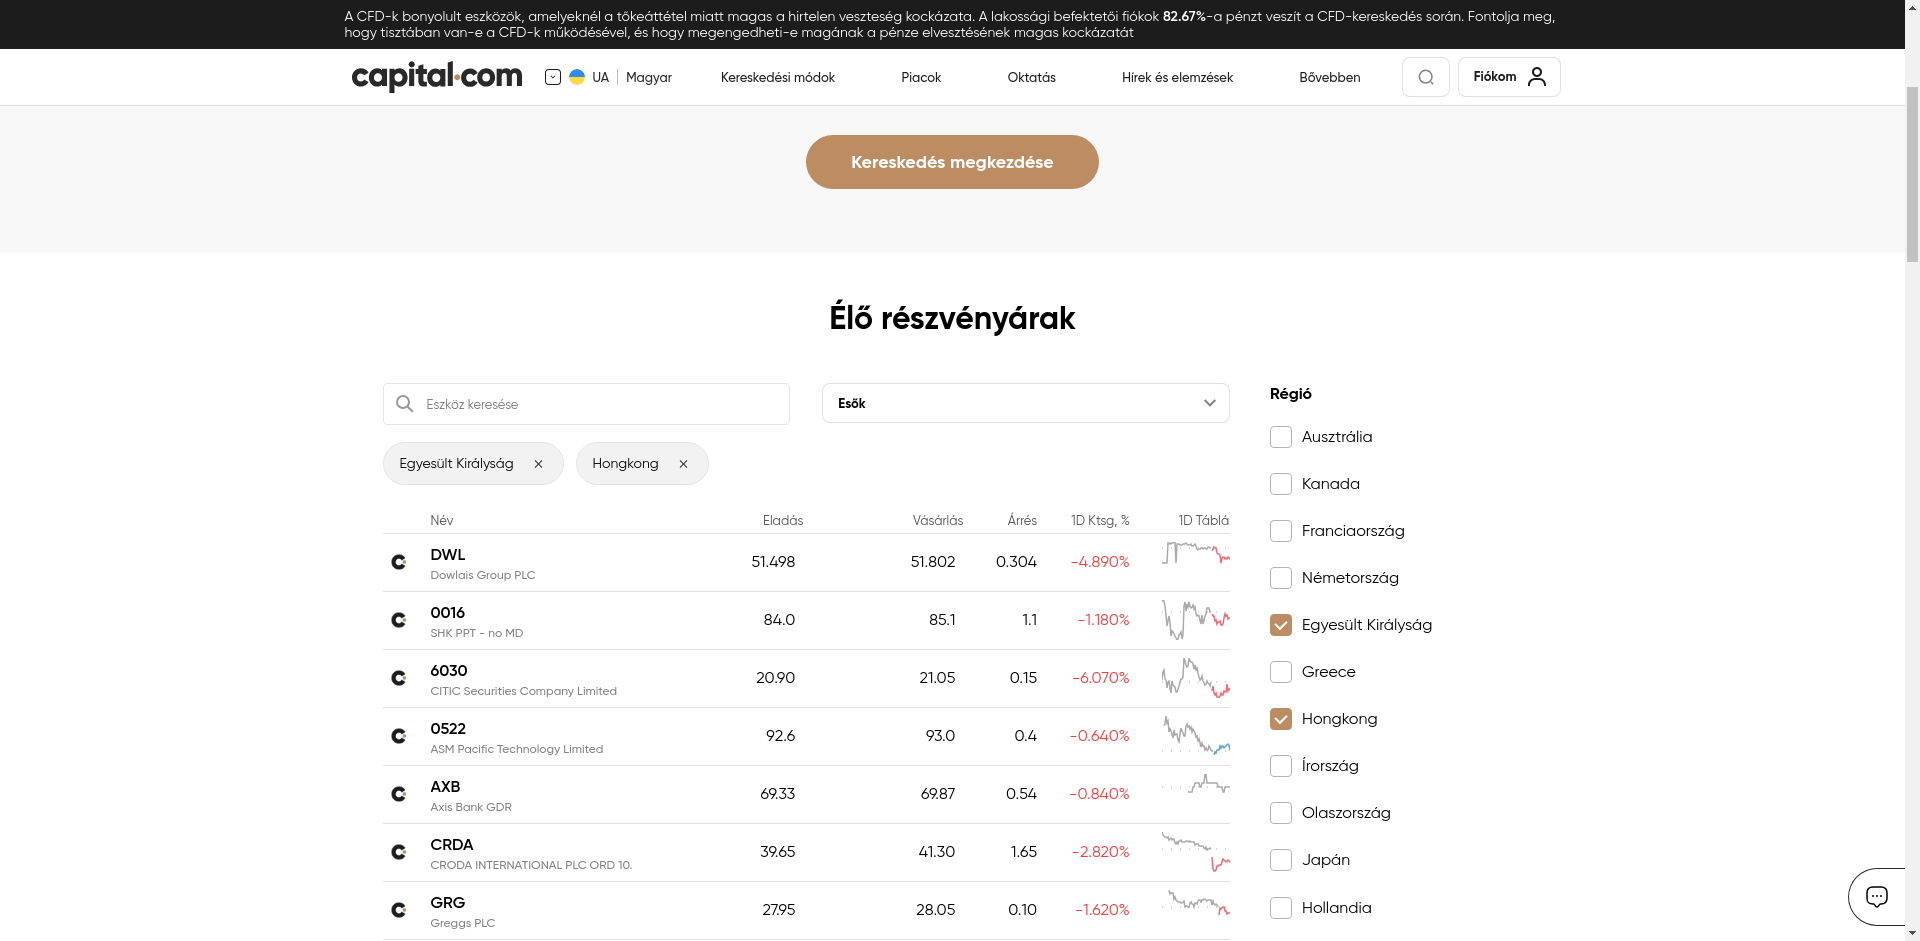 A CFD-k bonyolult eszközök, amelyeknél a tőkeáttétel miatt magas a hirtelen veszteség kockázata. A lakossági befektetői fiókok 82.67%-a pénzt veszít a CFD-kereskedés során. Fontolja meg,
hogy tisztában van-e a CFD-k működésével, és hogy megengedheti-e magának a pénze elvesztésének magas kockázatát
capital.com UA Magyar Kereskedési módok Piacok Oktatás Hírek és elemzések Bővebben Fiókom
Kereskedés megkezdése
Élő részvényárak
Eszköz keresése
Esők
Egyesült Királyság ×
Hongkong ×
Név Eladás Vásárlás Árrés 1D Ktsg, % 1D Táblá
DWL 51.498 51.802 0.304 -4.890%
Dowlais Group PLC
0016 84.0 85.1 1.1 -1.180%
SHK PPT - no MD
6030 20.90 21.05 0.15 -6.070%
CITIC Securities Company Limited
0522 92.6 93.0 0.4 -0.640%
ASM Pacific Technology Limited
AXB 69.33 69.87 0.54 -0.840%
Axis Bank GDR
CRDA 39.65 41.30 1.65 -2.820%
CRODA INTERNATIONAL PLC ORD 10.
GRG 27.95 28.05 0.10 -1.620%
Greggs PLC
Régió
Ausztrália
Kanada
Franciaország
Németország
Egyesült Királyság
Greece
Hongkong
Írország
Olaszország
Japán
Hollandia